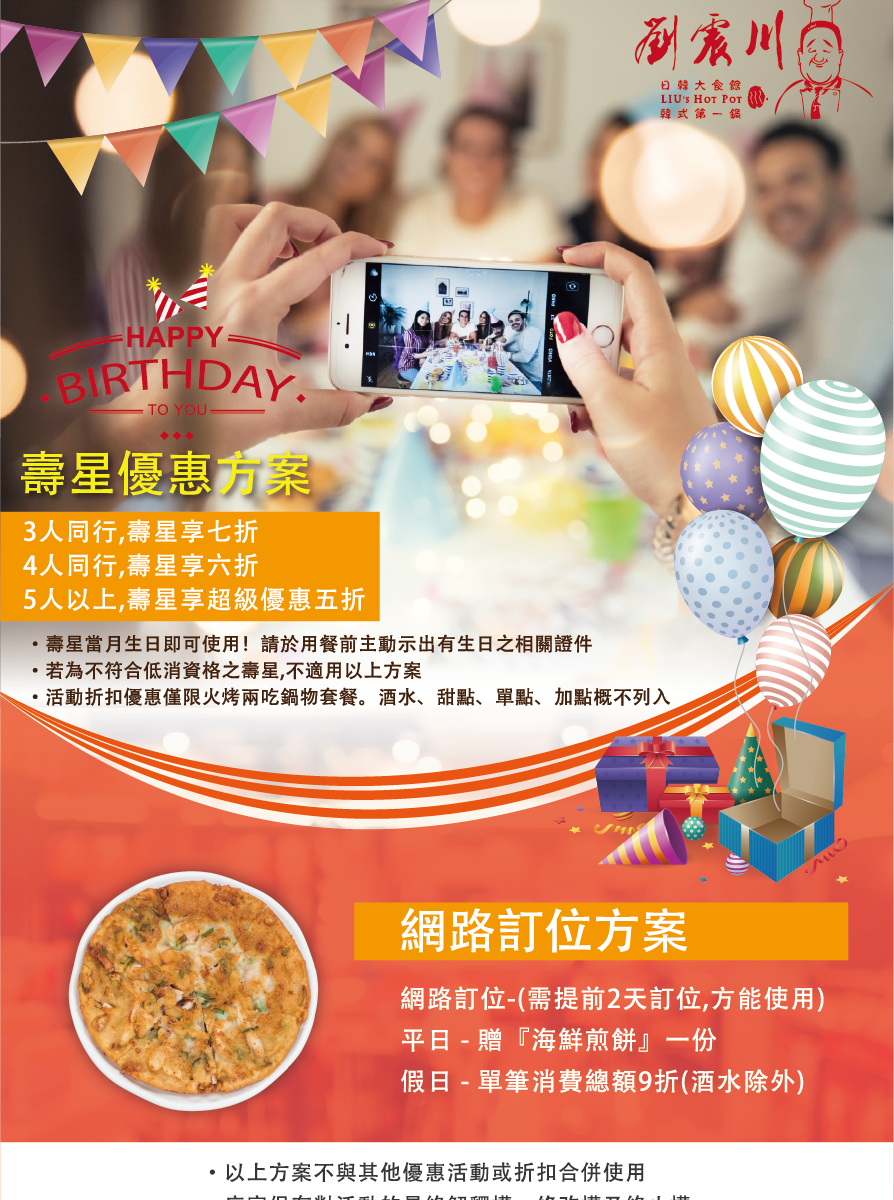 劉震川
日韓大食館
LIU's HOT POT
韓式第一鍋
HAPPY
BIRTHDAY
TO YOU
壽星優惠方案
3人同行,壽星享七折
4人同行,壽星享六折
5人以上,壽星享超級優惠五折
・壽星當月生日即可使用！請於用餐前主動示出有生日之相關證件
・若為不符合低消資格之壽星,不適用以上方案
・活動折扣優惠僅限火烤兩吃鍋物套餐。酒水、甜點、單點、加點概不列入
網路訂位方案
網路訂位-(需提前2天訂位,方能使用)
平日 - 贈『海鮮煎餅』一份
假日 - 單筆消費總額9折(酒水除外)
・以上方案不與其他優惠活動或折扣合併使用